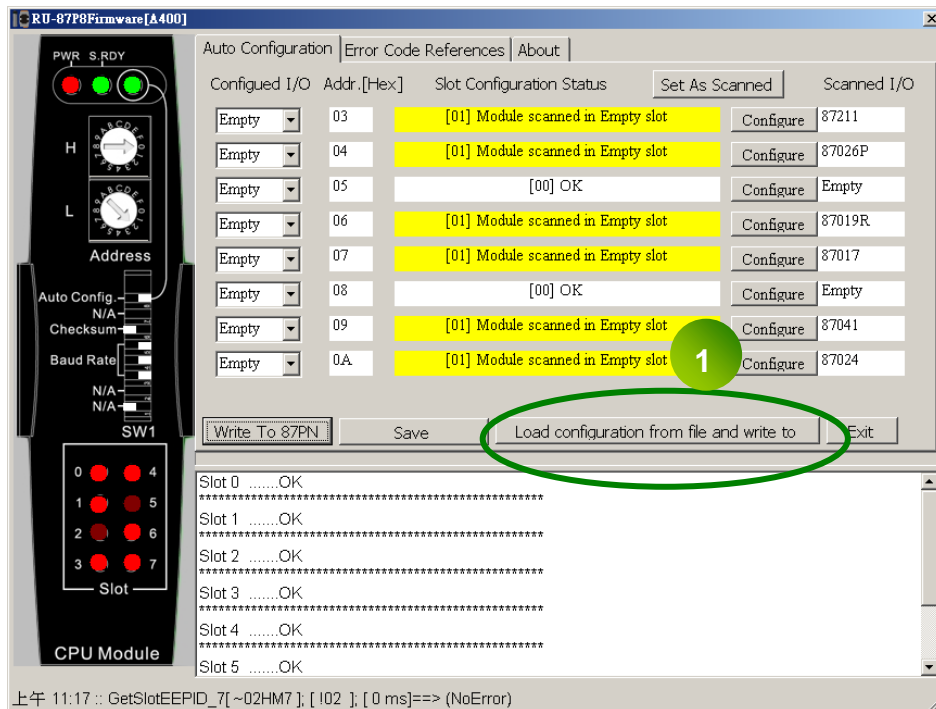 RU-87P8Firmware[A400]
Auto Configuration Error Code References About
Configued I/O Addr.[Hex] Slot Configuration Status Set As Scanned Scanned I/O
Empty 03 [01] Module scanned in Empty slot Configure 87211
Empty 04 [01] Module scanned in Empty slot Configure 87026P
Empty 05 [00] OK Configure Empty
Empty 06 [01] Module scanned in Empty slot Configure 87019R
Empty 07 [01] Module scanned in Empty slot Configure 87017
Empty 08 [00] OK Configure Empty
Empty 09 [01] Module scanned in Empty slot Configure 87041
Empty 0A [01] Module scanned in Empty slot Configure 87024
1
Write To 87PN Save Load configuration from file and write to Exit
PWR S.RDY
H
L
Address
Auto Config.
N/A
Checksum
Baud Rate
N/A
N/A
SW1
0 4
1 5
2 6
3 7
Slot
CPU Module
Slot 0 .......OK
Slot 1 .......OK
Slot 2 .......OK
Slot 3 .......OK
Slot 4 .......OK
Slot 5 .......OK
上午 11:17 :: GetSlotEEPID_7[ ~02HM7 ]; [ !02 ]; [ 0 ms]==> (NoError)